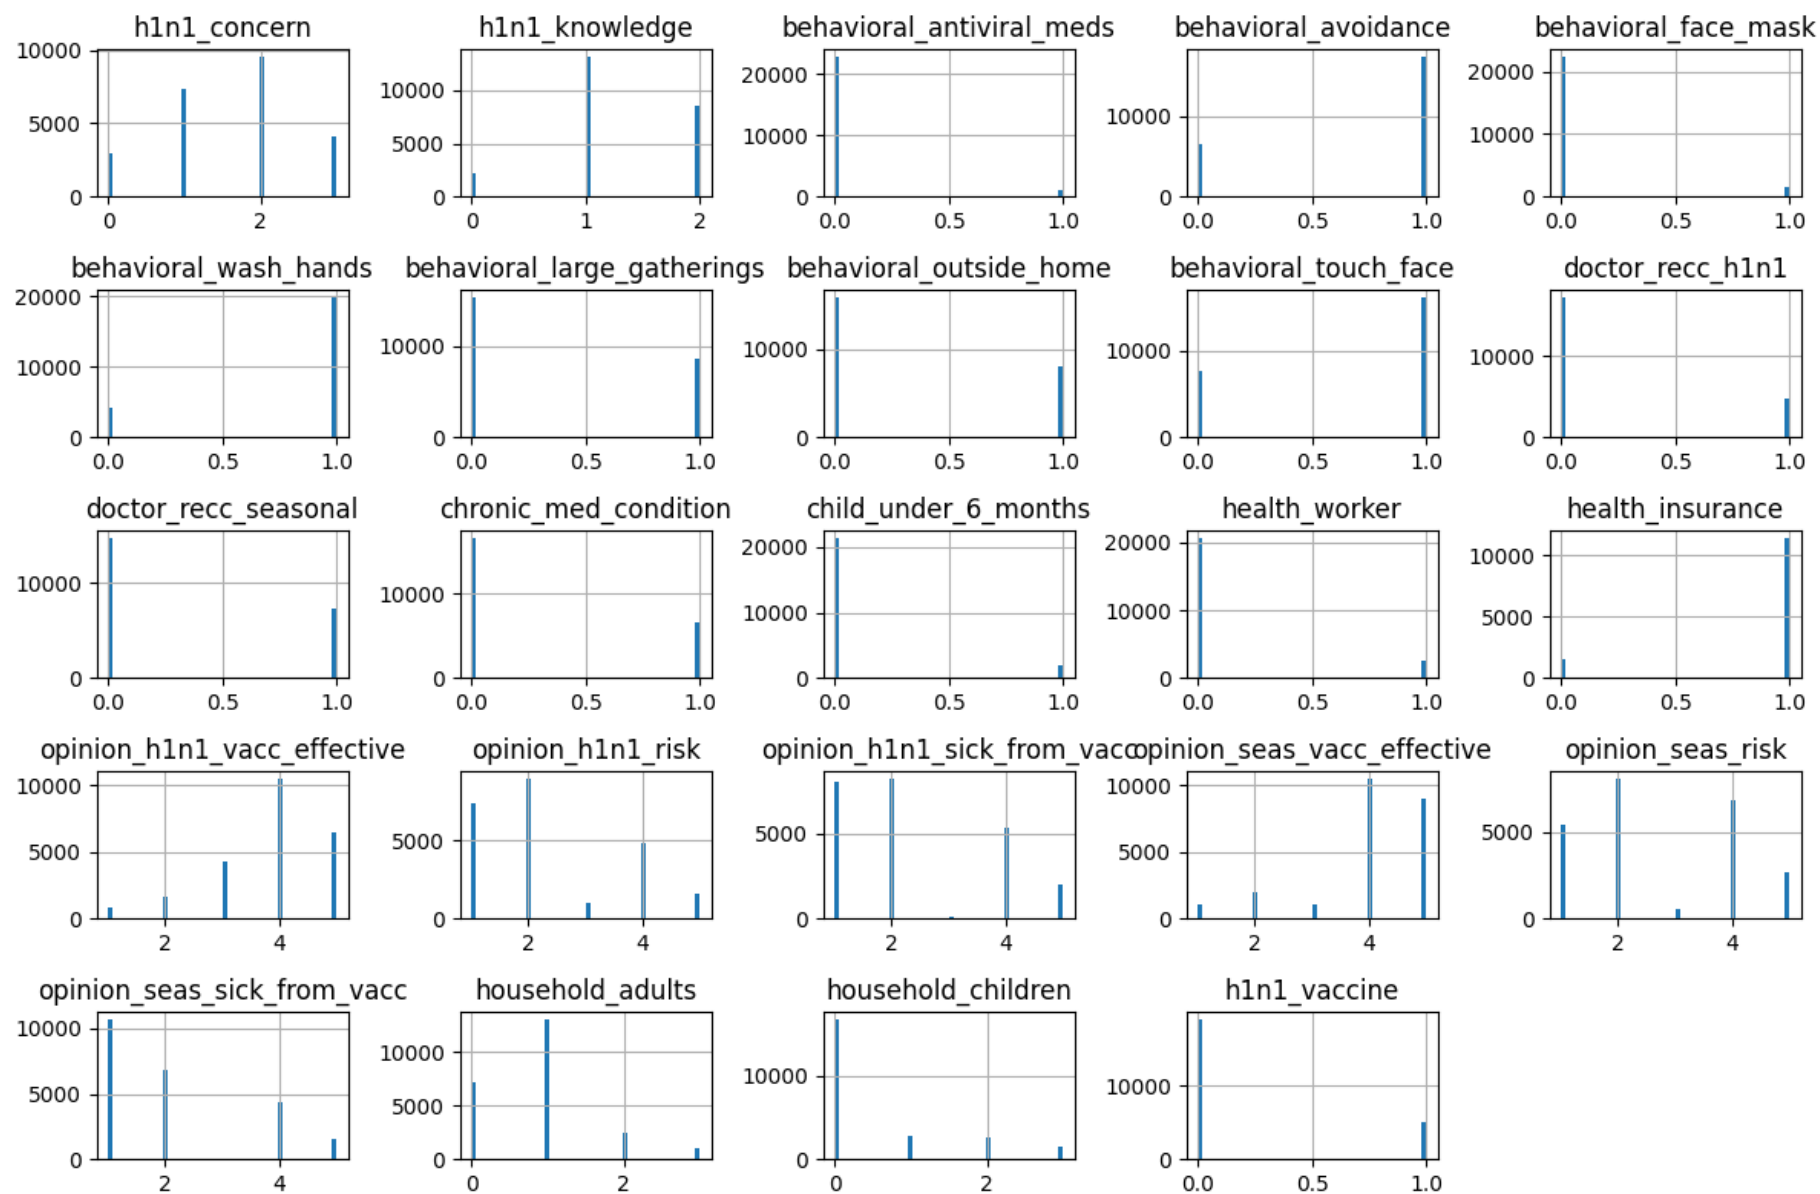 h1n1_concern h1n1_knowledge behavioral_antiviral_meds behavioral_avoidance behavioral_face_mask
10000 5000 0 10000 5000 0 20000 10000 0 10000 0 20000 10000 0
0 2 0 1 2 0.0 0.5 1.0 0.0 0.5 1.0 0.0 0.5 1.0
behavioral_wash_hands behavioral_large_gatherings behavioral_outside_home behavioral_touch_face doctor_recc_h1n1
20000 10000 0 10000 0 10000 0 10000 0 10000 0
0.0 0.5 1.0 0.0 0.5 1.0 0.0 0.5 1.0 0.0 0.5 1.0 0.0 0.5 1.0
doctor_recc_seasonal chronic_med_condition child_under_6_months health_worker health_insurance
10000 0 10000 0 20000 10000 0 20000 10000 0 10000 5000 0
0.0 0.5 1.0 0.0 0.5 1.0 0.0 0.5 1.0 0.0 0.5 1.0 0.0 0.5 1.0
opinion_h1n1_vacc_effective opinion_h1n1_risk opinion_h1n1_sick_from_vacc opinion_seas_vacc_effective opinion_seas_risk
10000 5000 0 5000 0 5000 0 10000 5000 0 5000 0
2 4 2 4 2 4 2 4 2 4
opinion_seas_sick_from_vacc household_adults household_children h1n1_vaccine
10000 5000 0 10000 5000 0 10000 0 10000 0
2 4 0 2 0 2 0.0 0.5 1.0